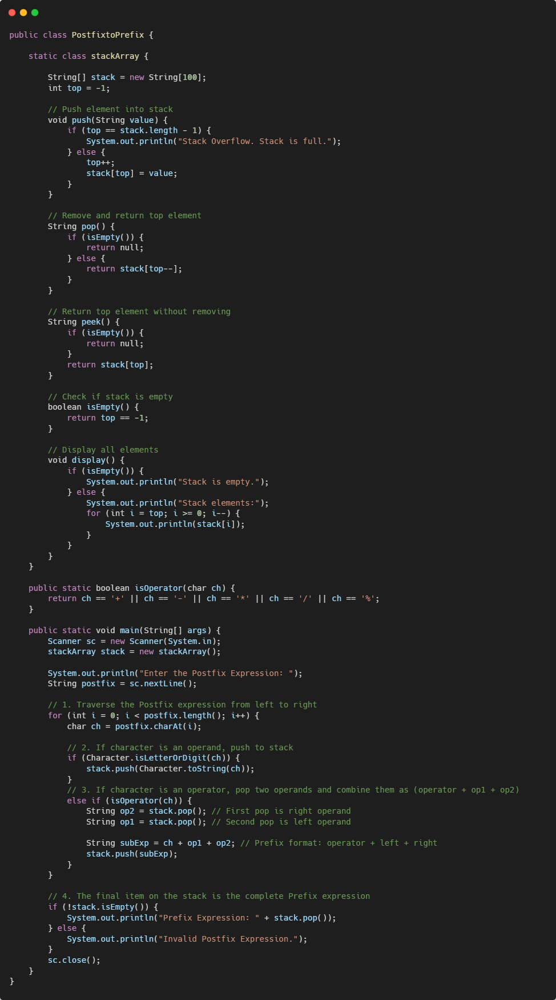 public class PostfixtoPrefix {

    static class stackArray {

        String[] stack = new String[100];
        int top = -1;

        // Push element into stack
        void push(String value) {
            if (top == stack.length - 1) {
                System.out.println("Stack Overflow. Stack is full.");
            } else {
                top++;
                stack[top] = value;
            }
        }

        // Remove and return top element
        String pop() {
            if (isEmpty()) {
                return null;
            } else {
                return stack[top--];
            }
        }

        // Return top element without removing
        String peek() {
            if (isEmpty()) {
                return null;
            }
            return stack[top];
        }

        // Check if stack is empty
        boolean isEmpty() {
            return top == -1;
        }

        // Display all elements
        void display() {
            if (isEmpty()) {
                System.out.println("Stack is empty.");
            } else {
                System.out.println("Stack elements:");
                for (int i = top; i >= 0; i--) {
                    System.out.println(stack[i]);
                }
            }
        }
    }

    public static boolean isOperator(char ch) {
        return ch == '+' || ch == '-' || ch == '*' || ch == '/' || ch == '%';
    }

    public static void main(String[] args) {
        Scanner sc = new Scanner(System.in);
        stackArray stack = new stackArray();

        System.out.println("Enter the Postfix Expression: ");
        String postfix = sc.nextLine();

        // 1. Traverse the Postfix expression from left to right
        for (int i = 0; i < postfix.length(); i++) {
            char ch = postfix.charAt(i);

            // 2. If character is an operand, push to stack
            if (Character.isLetterOrDigit(ch)) {
                stack.push(Character.toString(ch));
            }
            // 3. If character is an operator, pop two operands and combine them as (operator + op1 + op2)
            else if (isOperator(ch)) {
                String op2 = stack.pop(); // First pop is right operand
                String op1 = stack.pop(); // Second pop is left operand

                String subExp = ch + op1 + op2; // Prefix format: operator + left + right
                stack.push(subExp);
            }
        }

        // 4. The final item on the stack is the complete Prefix expression
        if (!stack.isEmpty()) {
            System.out.println("Prefix Expression: " + stack.pop());
        } else {
            System.out.println("Invalid Postfix Expression.");
        }
        sc.close();
    }
}